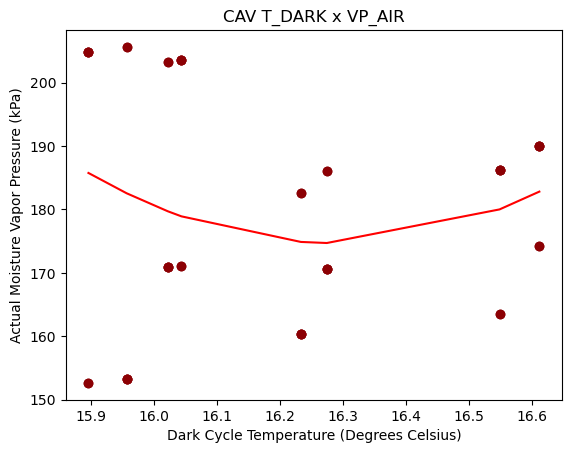 CAV T_DARK x VP_AIR
Actual Moisture Vapor Pressure (kPa)
200
190
180
170
160
150
15.9 16.0 16.1 16.2 16.3 16.4 16.5 16.6
Dark Cycle Temperature (Degrees Celsius)